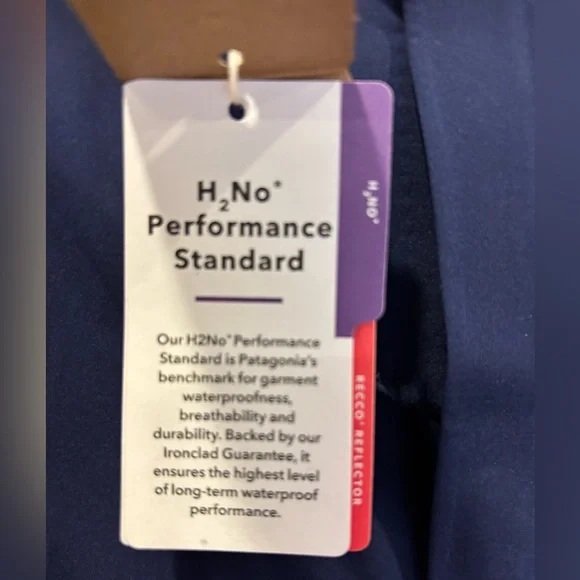 H₂No®
Performance
Standard
Our H2No® Performance
Standard is Patagonia's
benchmark for garment
waterproofness,
breathability and
durability. Backed by our
Ironclad Guarantee, it
ensures the highest level
of long-term waterproof
performance.
H₂NO®
RECCO® REFLECTOR